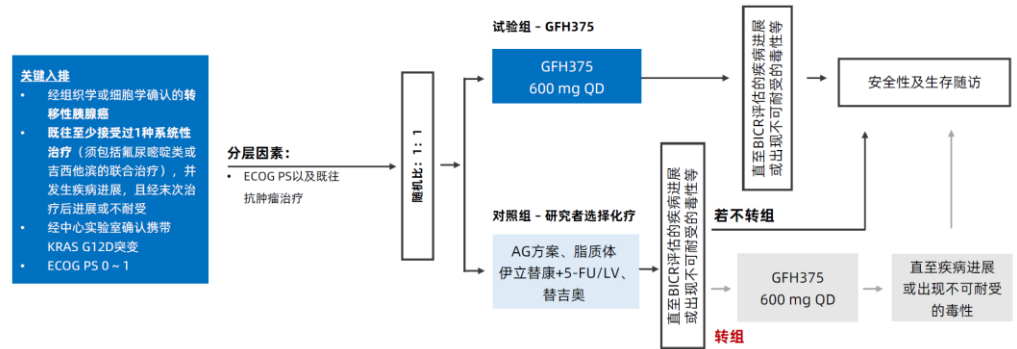 关键入排
• 经组织学或细胞学确认的转
移性胰腺癌
• 既往至少接受过1种系统性
治疗（须包括氟尿嘧啶类或
吉西他滨的联合治疗），并
发生疾病进展，且经末次治
疗后进展或不耐受
• 经中心实验室确认携带
KRAS G12D突变
• ECOG PS 0 ~ 1
分层因素：
• ECOG PS以及既往
抗肿瘤治疗
随机比：1：1
试验组 – GFH375
GFH375
600 mg QD
直至BICR评估的疾病进展
或出现不可耐受的毒性等
安全性及生存随访
对照组 – 研究者选择化疗
AG方案、脂质体
伊立替康+5-FU/LV、
替吉奥
直至BICR评估的疾病进展
或出现不可耐受的毒性等
若不转组
转组
GFH375
600 mg QD
直至疾病进展
或出现不可耐受
的毒性